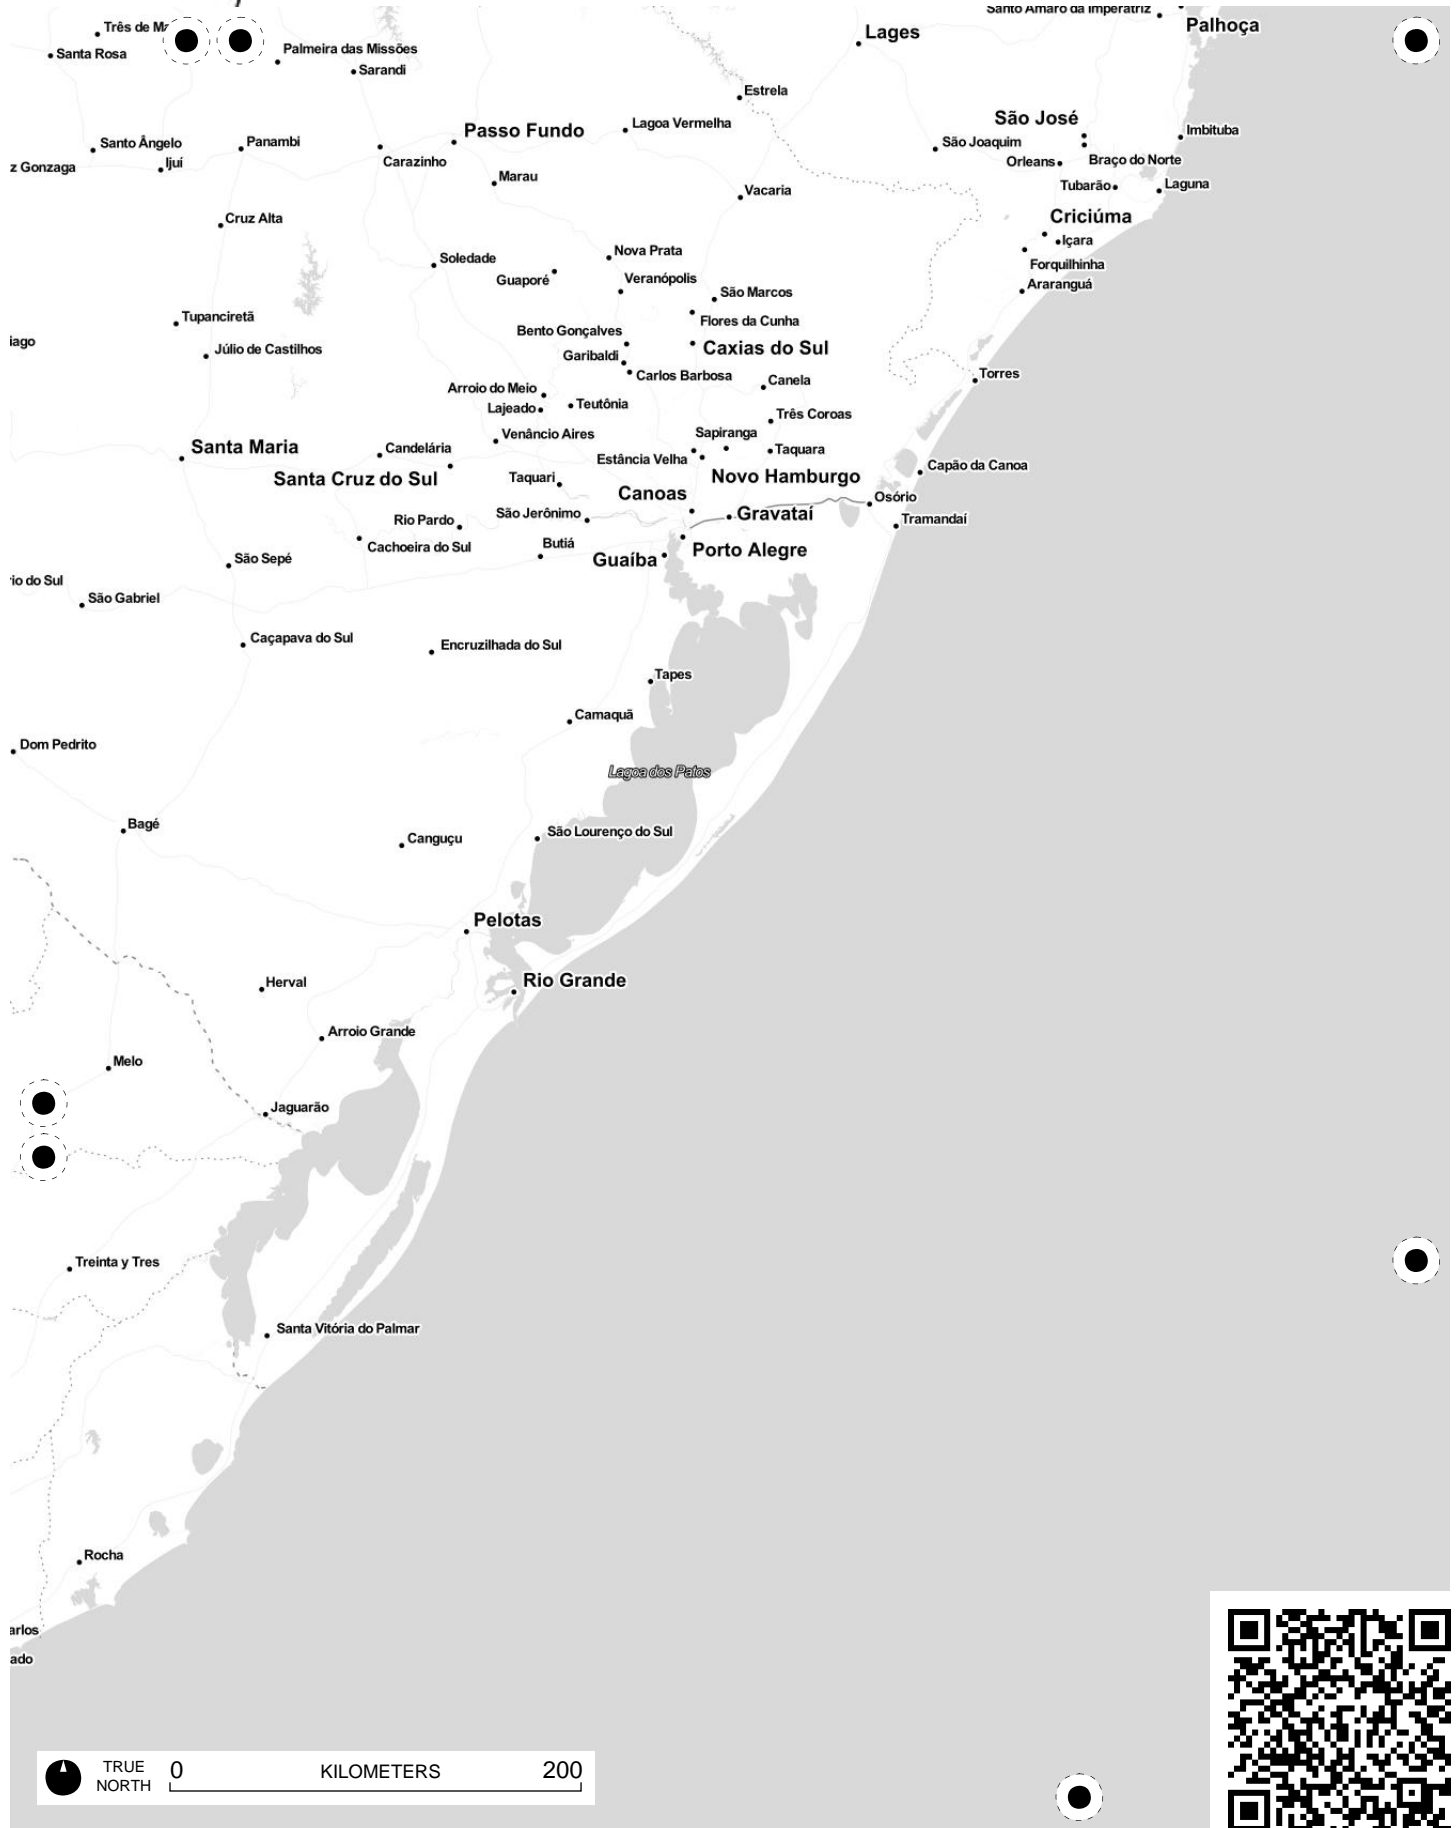 Santo Amaro da Imperatriz
Palhoça
Lages
Santa Rosa
Palmeira das Missões
Sarandi
Estrela
São José
Lagoa Vermelha
Passo Fundo
Imbituba
São Joaquim
Santo Ângelo
Panambi
Ijuí
z Gonzaga
Carazinho
Orleans
Braço do Norte
Marau
Tubarão
Laguna
Vacaria
Criciúma
Cruz Alta
Içara
Nova Prata
Soledade
Forquilhinha
Guaporé
Veranópolis
Araranguá
São Marcos
Tupanciretã
Flores da Cunha
Bento Gonçalves
iago
Júlio de Castilhos
Caxias do Sul
Garibaldi
Carlos Barbosa
Torres
Canela
Arroio do Meio
Lajeado
Teutônia
Três Coroas
Venâncio Aires
Sapiranga
Santa Maria
Candelária
Taquara
Estância Velha
Capão da Canoa
Santa Cruz do Sul
Taquari
Novo Hamburgo
Canoas
Osório
São Jerônimo
Gravataí
Tramandaí
Rio Pardo
Cachoeira do Sul
Butiá
Porto Alegre
Guaíba
São Sepé
rio do Sul
São Gabriel
Caçapava do Sul
Encruzilhada do Sul
Tapes
Camaquã
Dom Pedrito
Lagoa dos Patos
Bagé
São Lourenço do Sul
Canguçu
Pelotas
Rio Grande
Herval
Arroio Grande
Melo
Jaguarão
Treinta y Tres
Santa Vitória do Palmar
Rocha
arlos
ado
TRUE
NORTH
0 KILOMETERS 200